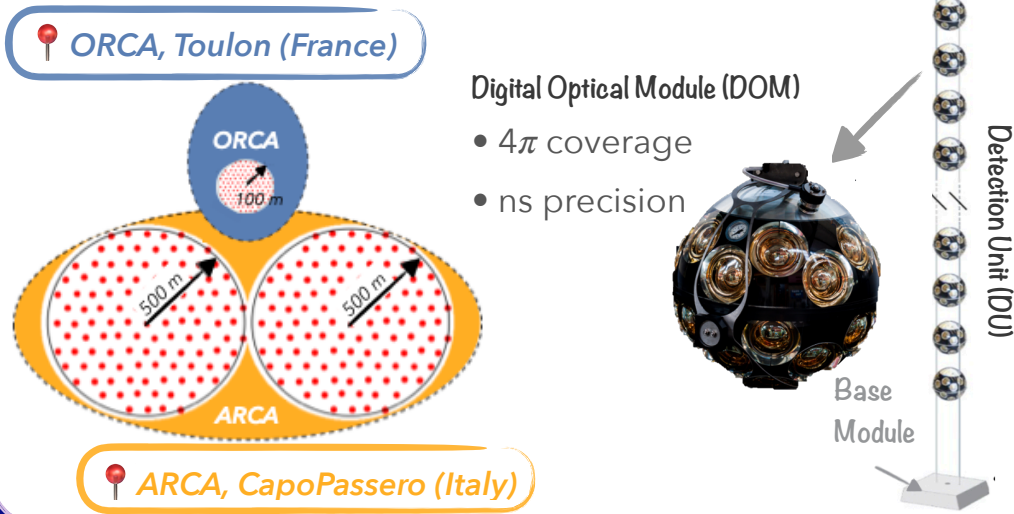 ORCA, Toulon (France)
ORCA
100 m
500 m
500 m
ARCA
ARCA, CapoPassero (Italy)
Digital Optical Module (DOM)
• 4π coverage
• ns precision
Base
Module
Detection Unit (DU)